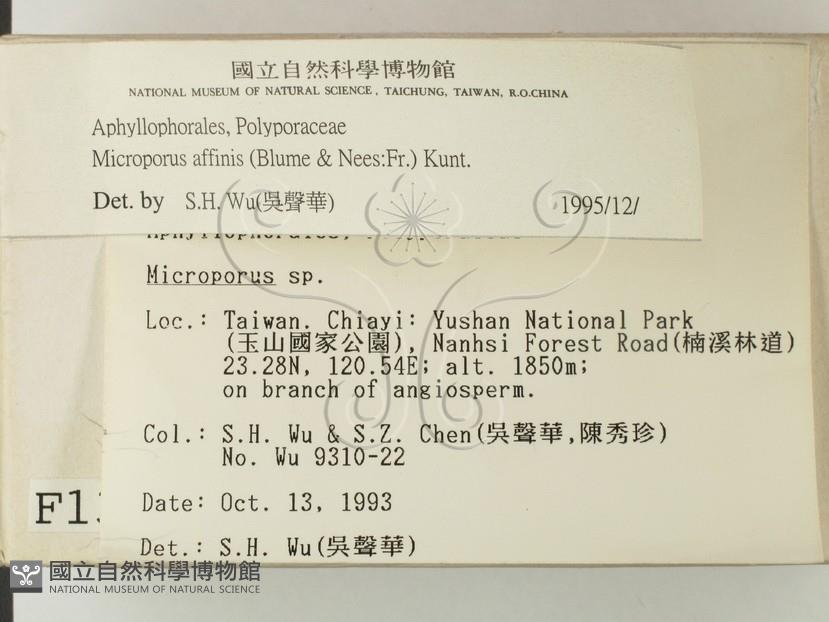 國立自然科學博物館
NATIONAL MUSEUM OF NATURAL SCIENCE, TAICHUNG, TAIWAN, R.O.CHINA
Aphyllophorales, Polyporaceae
Microporus affinis (Blume & Nees:Fr.) Kunt.
Det. by S.H. Wu(吳聲華) 1995/12/
Microporus sp.
Loc.: Taiwan. Chiayi: Yushan National Park
(玉山國家公園), Nanhsi Forest Road(楠溪林道)
23.28N, 120.54E; alt. 1850m;
on branch of angiosperm.
Col.: S.H. Wu & S.Z. Chen(吳聲華,陳秀珍)
No. Wu 9310-22
Date: Oct. 13, 1993
F1
Det.: S.H. Wu(吳聲華)
國立自然科學博物館
NATIONAL MUSEUM OF NATURAL SCIENCE